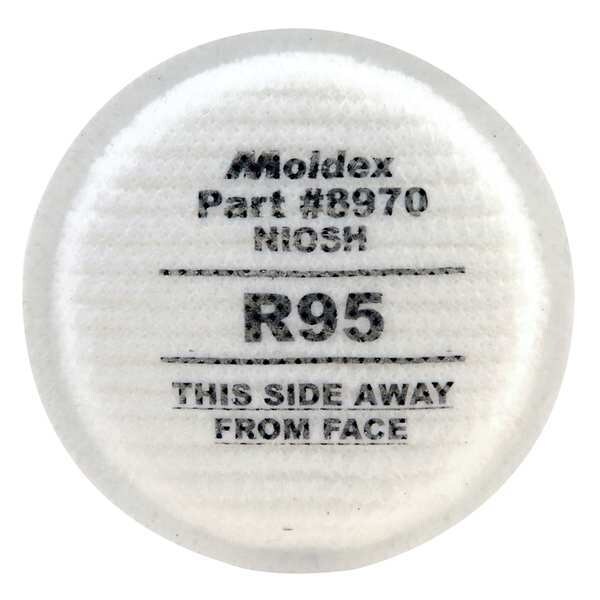 Moldex
Part #8970
NIOSH
R95
THIS SIDE AWAY
FROM FACE